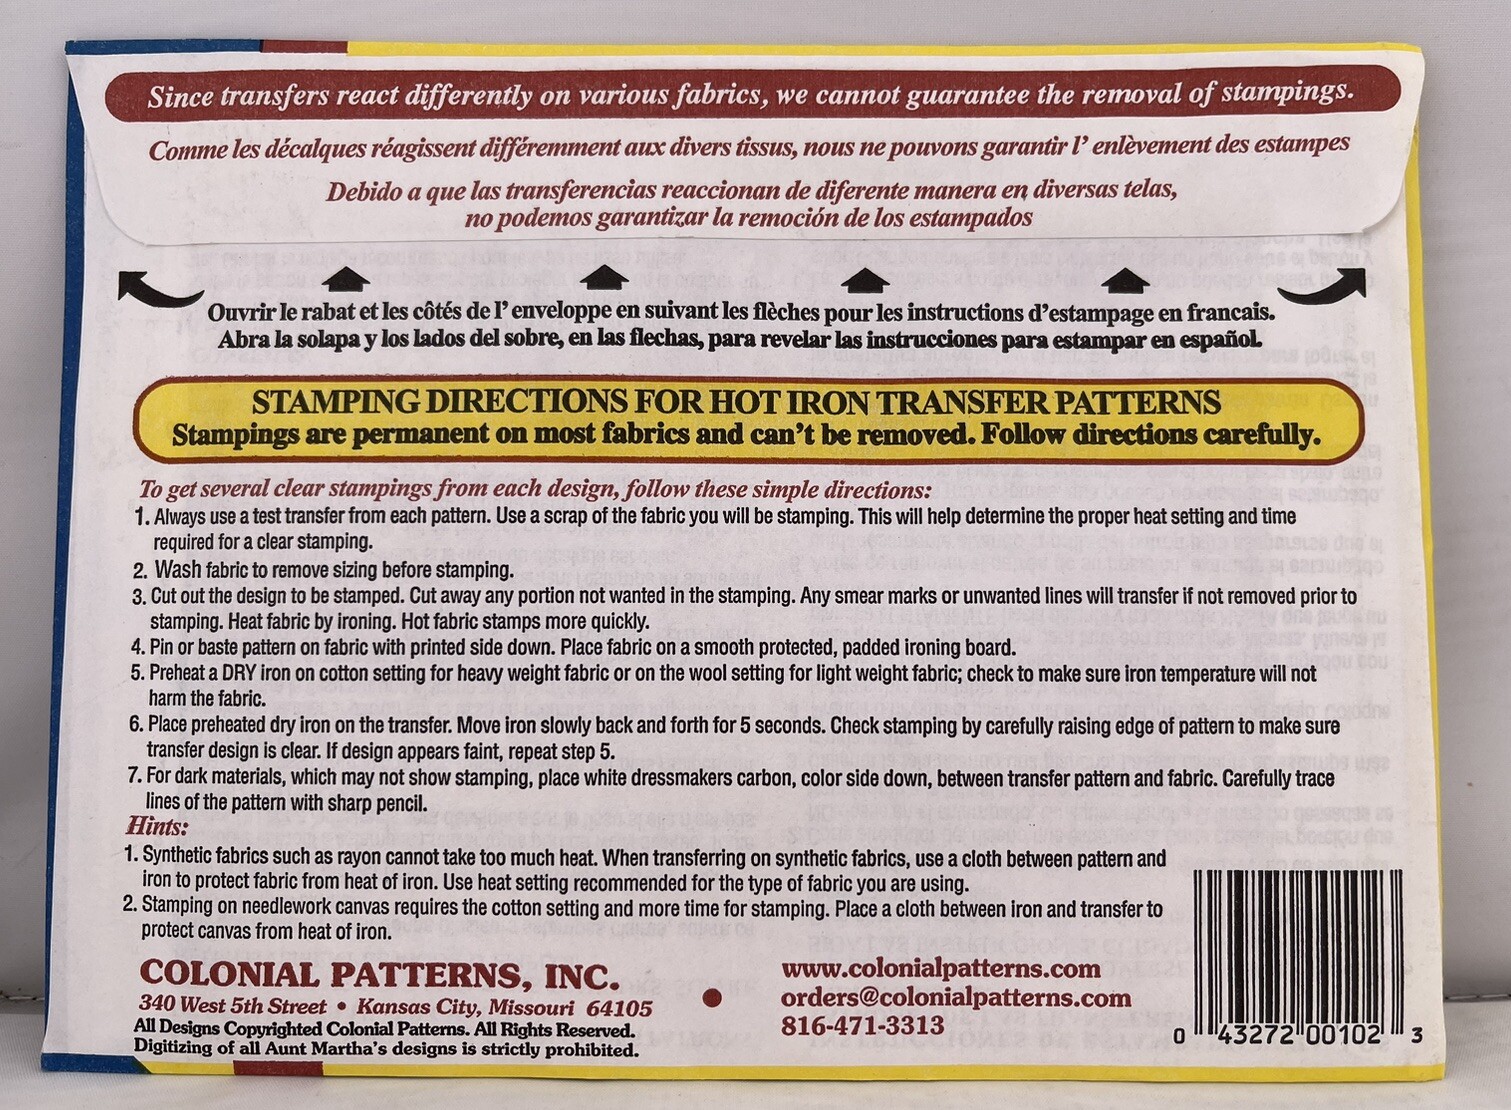 Since transfers react differently on various fabrics, we cannot guarantee the removal of stampings.
Comme les décalques réagissent différemment aux divers tissus, nous ne pouvons garantir l' enlèvement des estampes
Debido a que las transferencias reaccionan de diferente manera en diversas telas,
no podemos garantizar la remoción de los estampados
Ouvrir le rabat et les côtés de l' enveloppe en suivant les flèches pour les instructions d'estampage en francais.
Abra la solapa y los lados del sobre, en las flechas, para revelar las instrucciones para estampar en español.
STAMPING DIRECTIONS FOR HOT IRON TRANSFER PATTERNS
Stampings are permanent on most fabrics and can't be removed. Follow directions carefully.
To get several clear stampings from each design, follow these simple directions:
1. Always use a test transfer from each pattern. Use a scrap of the fabric you will be stamping. This will help determine the proper heat setting and time
required for a clear stamping.
2. Wash fabric to remove sizing before stamping.
3. Cut out the design to be stamped. Cut away any portion not wanted in the stamping. Any smear marks or unwanted lines will transfer if not removed prior to
stamping. Heat fabric by ironing. Hot fabric stamps more quickly.
4. Pin or baste pattern on fabric with printed side down. Place fabric on a smooth protected, padded ironing board.
5. Preheat a DRY iron on cotton setting for heavy weight fabric or on the wool setting for light weight fabric; check to make sure iron temperature will not
harm the fabric.
6. Place preheated dry iron on the transfer. Move iron slowly back and forth for 5 seconds. Check stamping by carefully raising edge of pattern to make sure
transfer design is clear. If design appears faint, repeat step 5.
7. For dark materials, which may not show stamping, place white dressmakers carbon, color side down, between transfer pattern and fabric. Carefully trace
lines of the pattern with sharp pencil.
Hints:
1. Synthetic fabrics such as rayon cannot take too much heat. When transferring on synthetic fabrics, use a cloth between pattern and
iron to protect fabric from heat of iron. Use heat setting recommended for the type of fabric you are using.
2. Stamping on needlework canvas requires the cotton setting and more time for stamping. Place a cloth between iron and transfer to
protect canvas from heat of iron.
COLONIAL PATTERNS, INC.
340 West 5th Street • Kansas City, Missouri 64105
All Designs Copyrighted Colonial Patterns. All Rights Reserved.
Digitizing of all Aunt Martha's designs is strictly prohibited.
www.colonialpatterns.com
orders@colonialpatterns.com
816-471-3313
0 43272 00102 3